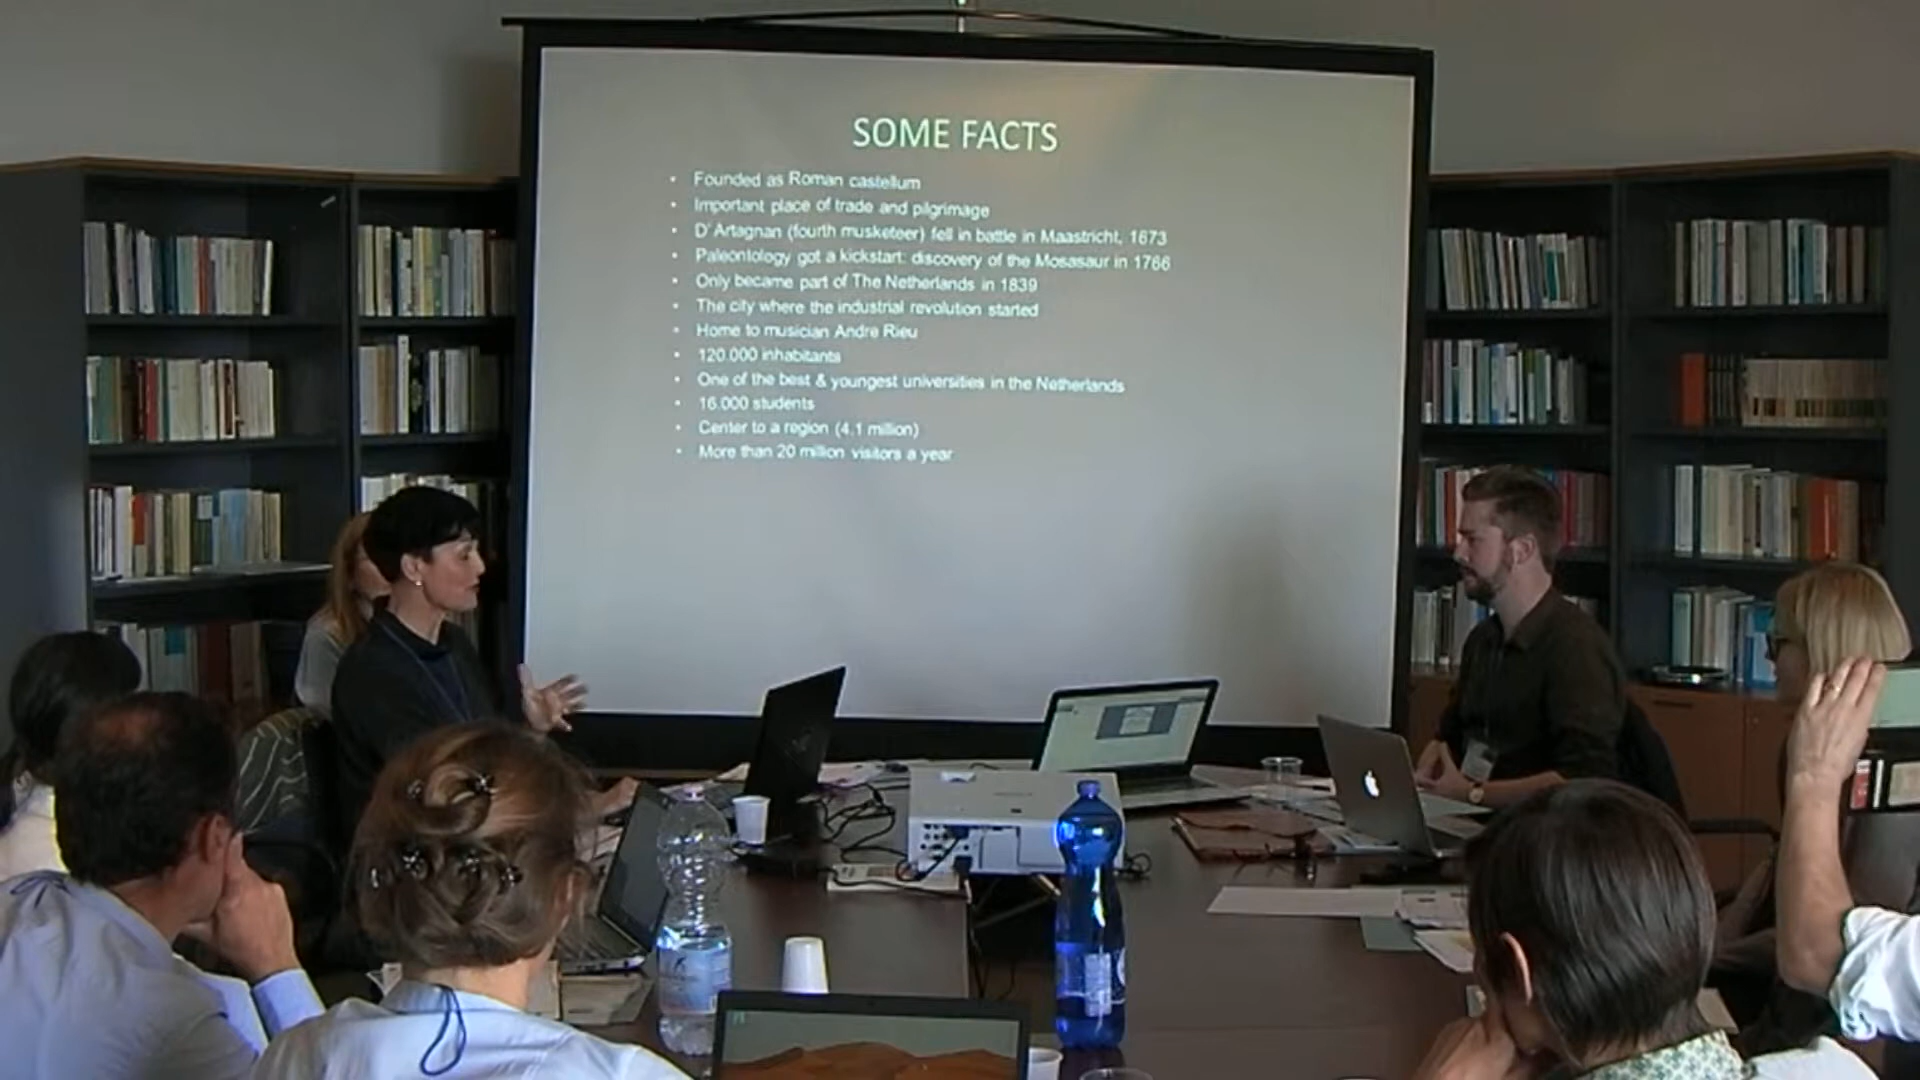 SOME FACTS
• Founded as Roman castellum
• Important place of trade and pilgrimage
• D' Artagnan (fourth musketeer) fell in battle in Maastricht, 1673
• Paleontology got a kickstart: discovery of the Mosasaur in 1766
• Only became part of The Netherlands in 1839
• The city where the industrial revolution started
• Home to musician Andre Rieu
• 120.000 inhabitants
• One of the best & youngest universities in the Netherlands
• 16.000 students
• Center to a region (4.1 million)
• More than 20 million visitors a year